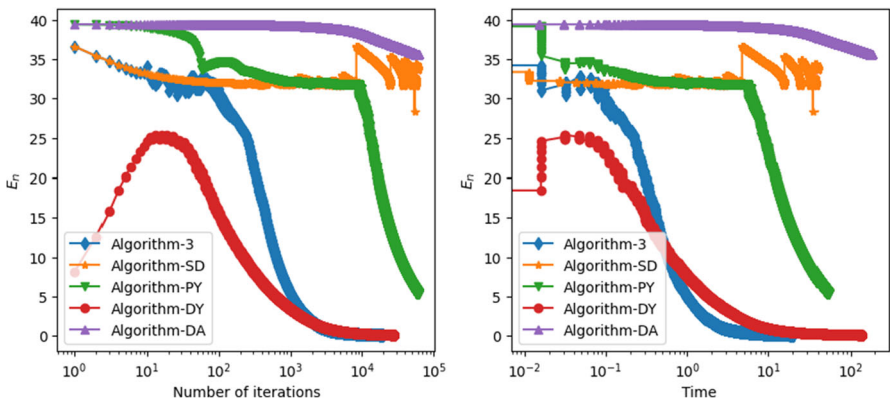 40
35
30
25
20
15
10
5
0
E_n
Algorithm-3
Algorithm-SD
Algorithm-PY
Algorithm-DY
Algorithm-DA
10^0 10^1 10^2 10^3 10^4 10^5
Number of iterations
40
35
30
25
20
15
10
5
0
E_n
Algorithm-3
Algorithm-SD
Algorithm-PY
Algorithm-DY
Algorithm-DA
10^-2 10^-1 10^0 10^1 10^2
Time